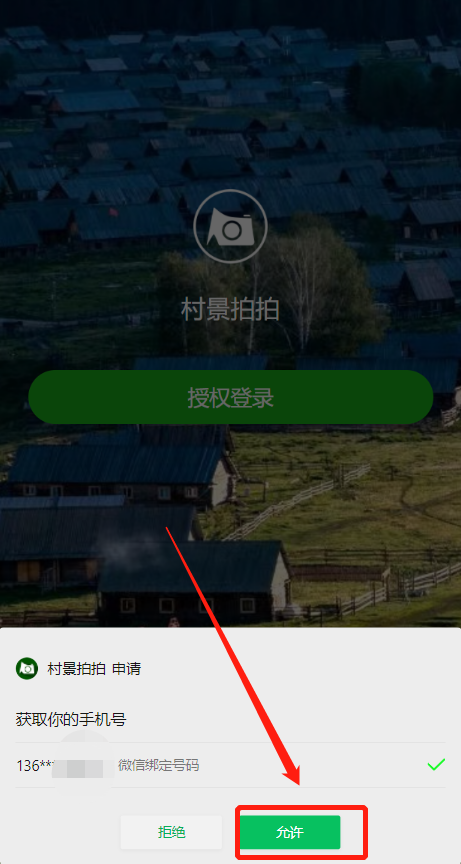 村景拍拍
授权登录
村景拍拍 申请
获取你的手机号
136** 微信绑定号码
拒绝
允许